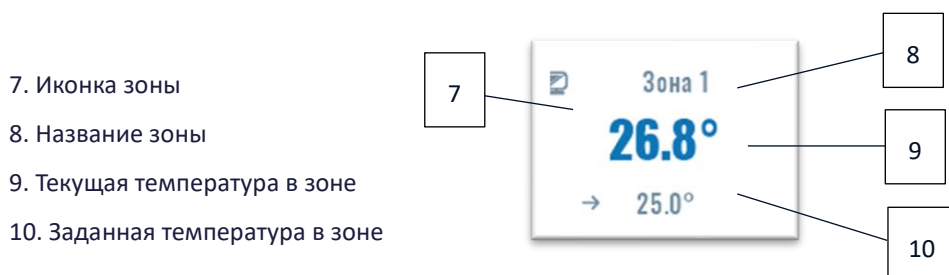 7. Иконка зоны
8. Название зоны
9. Текущая температура в зоне
10. Заданная температура в зоне
7
Зона 1
26.8°
→ 25.0°
8
9
10